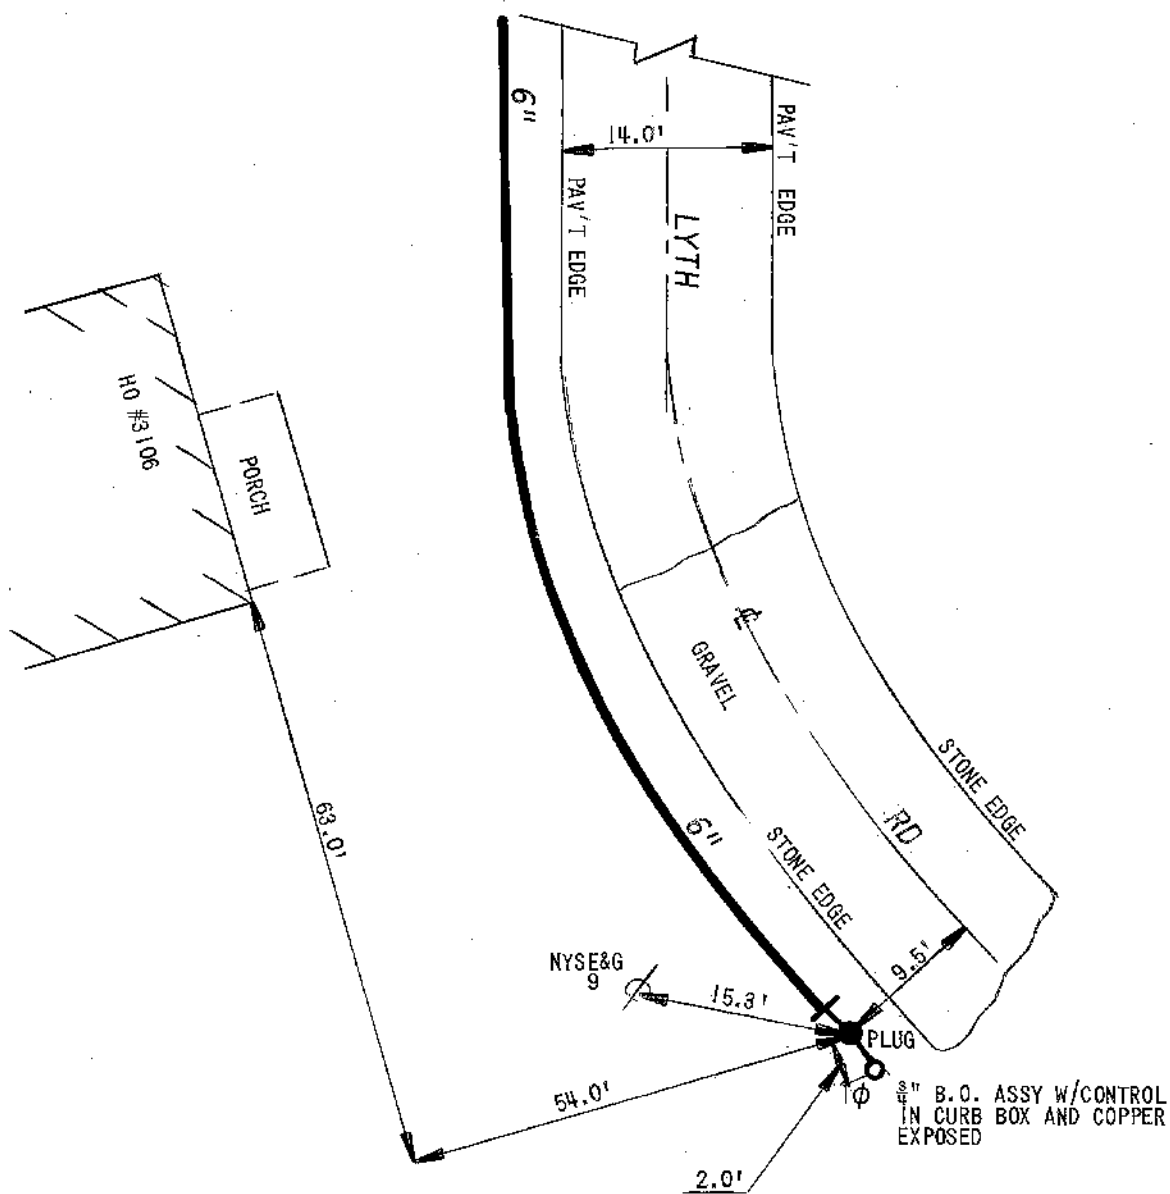 6"
14.0'
PAV'T EDGE
PAV'T EDGE
LYTH
HO #3106
PORCH
℄
GRAVEL
STONE EDGE
RD
63.0'
6"
STONE EDGE
9.5'
NYSE&G
9
15.3'
PLUG
54.0'
ϕ
3/4" B.O. ASSY W/CONTROL
IN CURB BOX AND COPPER
EXPOSED
2.0'